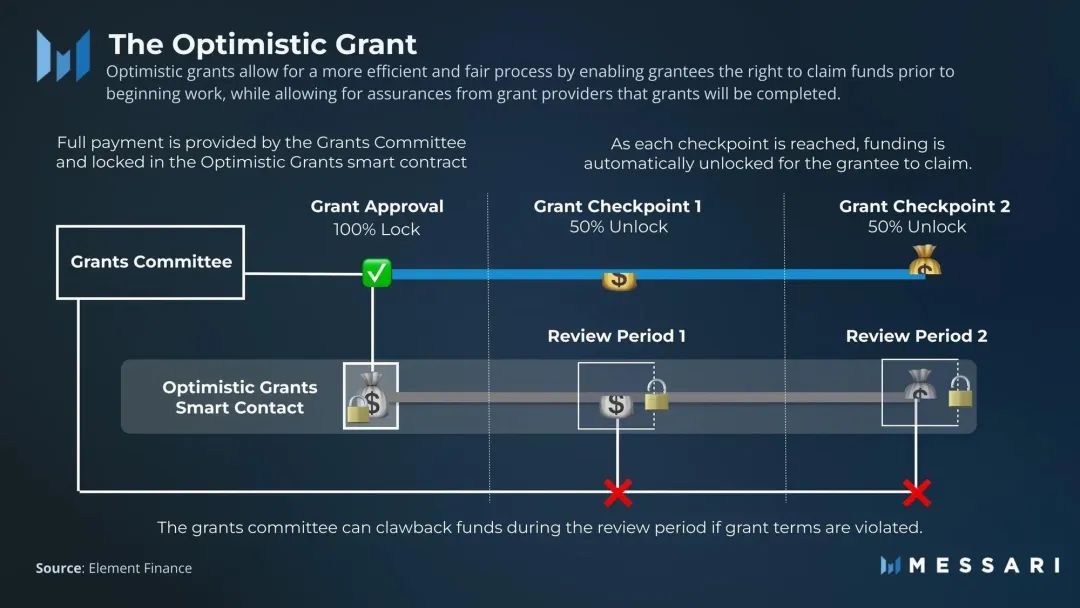 The Optimistic Grant
Optimistic grants allow for a more efficient and fair process by enabling grantees the right to claim funds prior to
beginning work, while allowing for assurances from grant providers that grants will be completed.
Full payment is provided by the Grants Committee
and locked in the Optimistic Grants smart contract
As each checkpoint is reached, funding is
automatically unlocked for the grantee to claim.
Grant Approval
100% Lock
Grant Checkpoint 1
50% Unlock
Grant Checkpoint 2
50% Unlock
Grants Committee
$
$
Review Period 1
Review Period 2
Optimistic Grants
Smart Contact
$
$
$
The grants committee can clawback funds during the review period if grant terms are violated.
Source: Element Finance
MESSARI